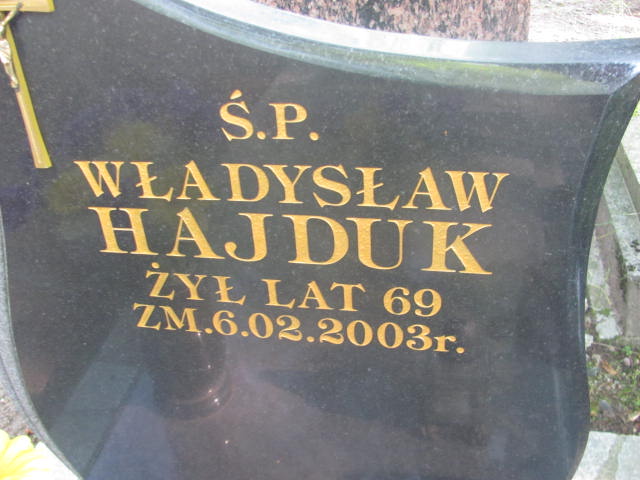 Ś.P.
WŁADYSŁAW
HAJDUK
ŻYŁ LAT 69
ZM.6.02.2003r.